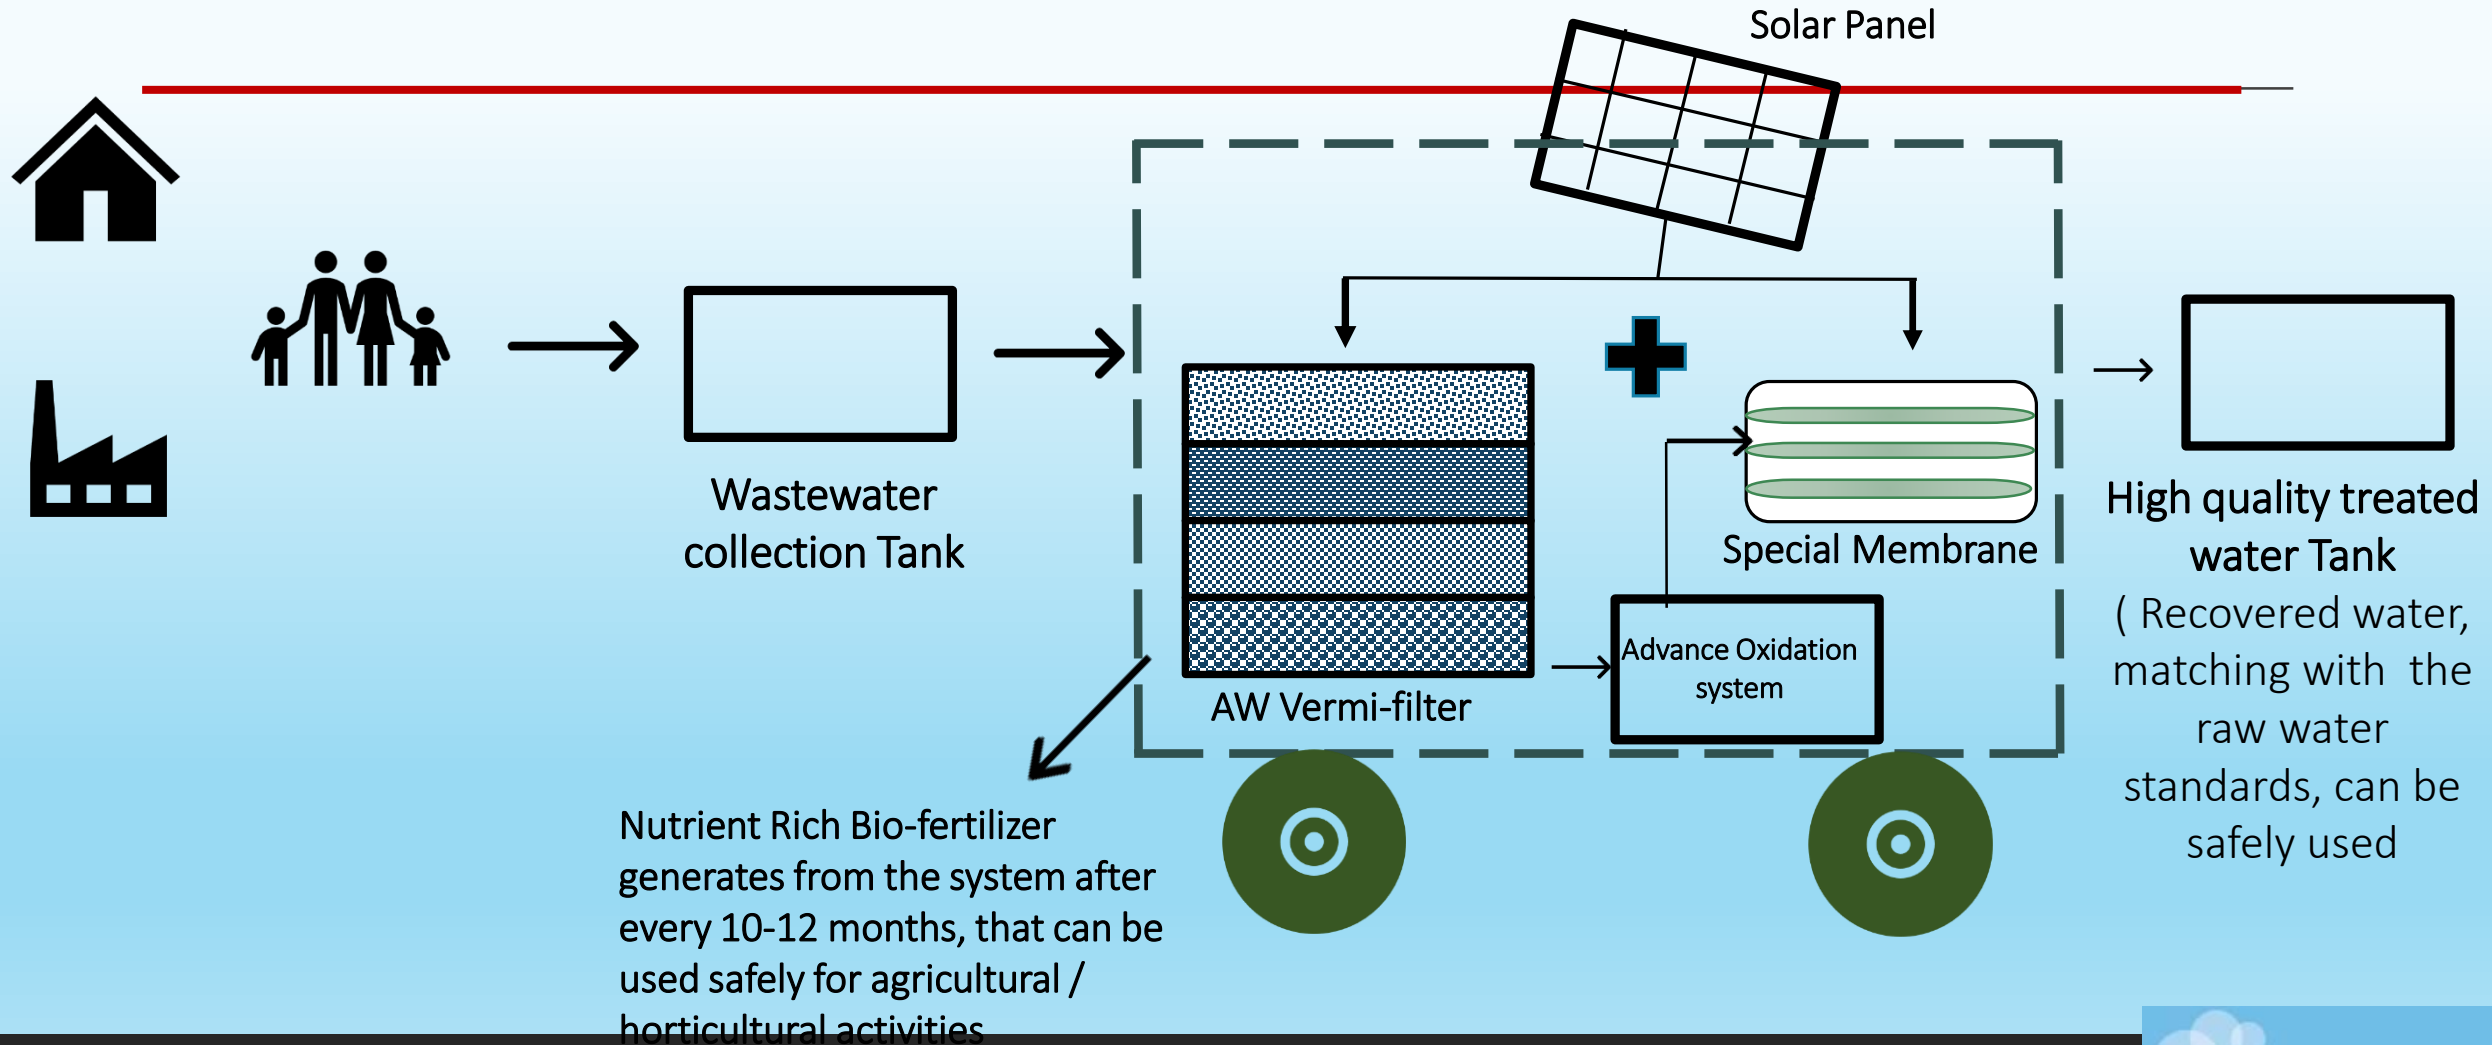 Solar Panel
Wastewater
collection Tank
Special Membrane
Advance Oxidation
system
AW Vermi-filter
High quality treated
water Tank
( Recovered water,
matching with the
raw water
standards, can be
safely used
Nutrient Rich Bio-fertilizer
generates from the system after
every 10-12 months, that can be
used safely for agricultural /
horticultural activities